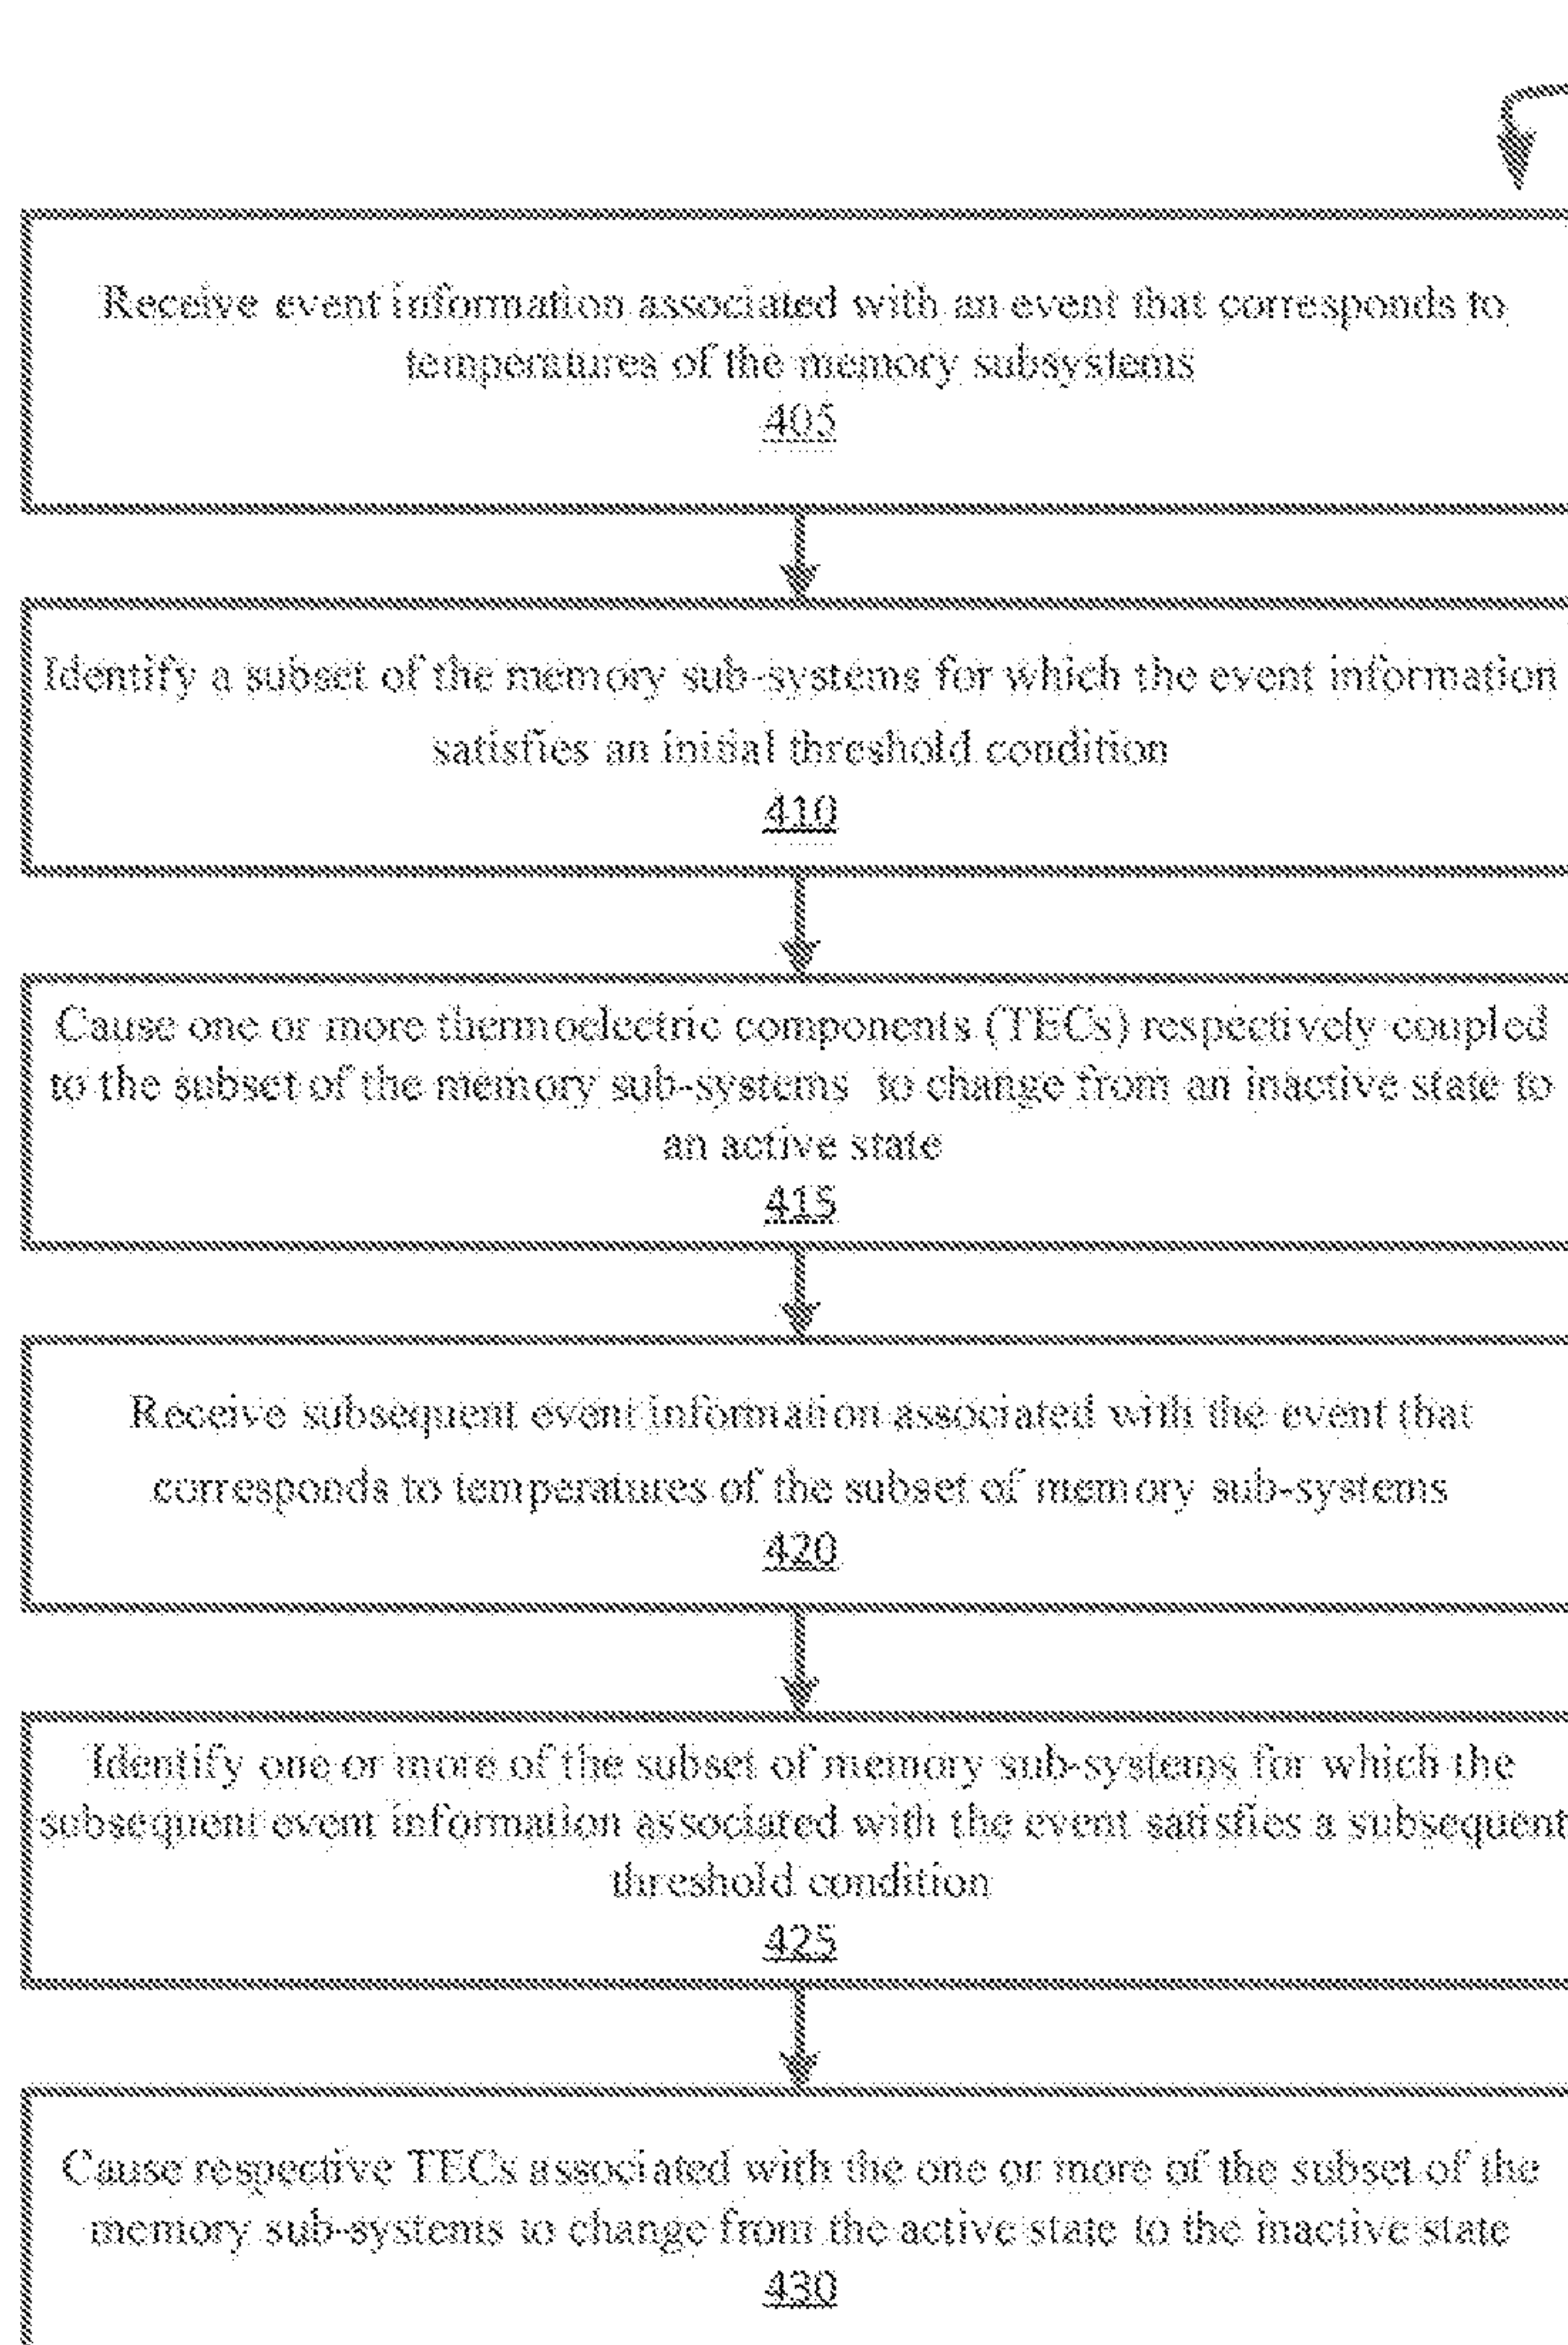 Receive event information associated with an event that corresponds to
temperatures of the memory subsystems
405
Identify a subset of the memory sub-systems for which the event information
satisfies an initial threshold condition
410
Cause one or more thermoelectric components (TECs) respectively coupled
to the subset of the memory sub-systems to change from an inactive state to
an active state
415
Receive subsequent event information associated with the event that
corresponds to temperatures of the subset of memory sub-systems
420
Identify one or more of the subset of memory sub-systems for which the
subsequent event information associated with the event satisfies a subsequent
threshold condition
425
Cause respective TECs associated with the one or more of the subset of the
memory sub-systems to change from the active state to the inactive state
430